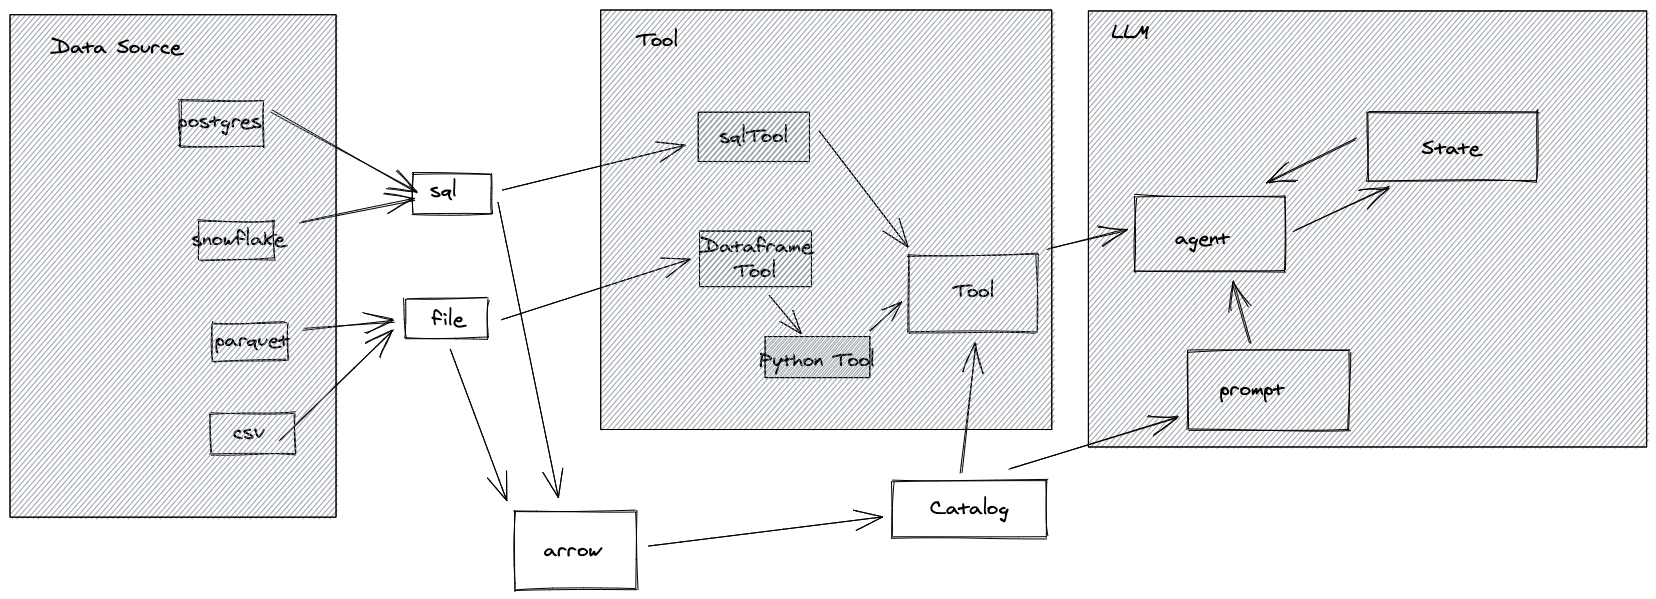 Data Source
postgres
snowflake
parquet
csv
sql
file
arrow
Tool
sqlTool
Dataframe
Tool
Python Tool
Tool
Catalog
LLM
State
agent
prompt